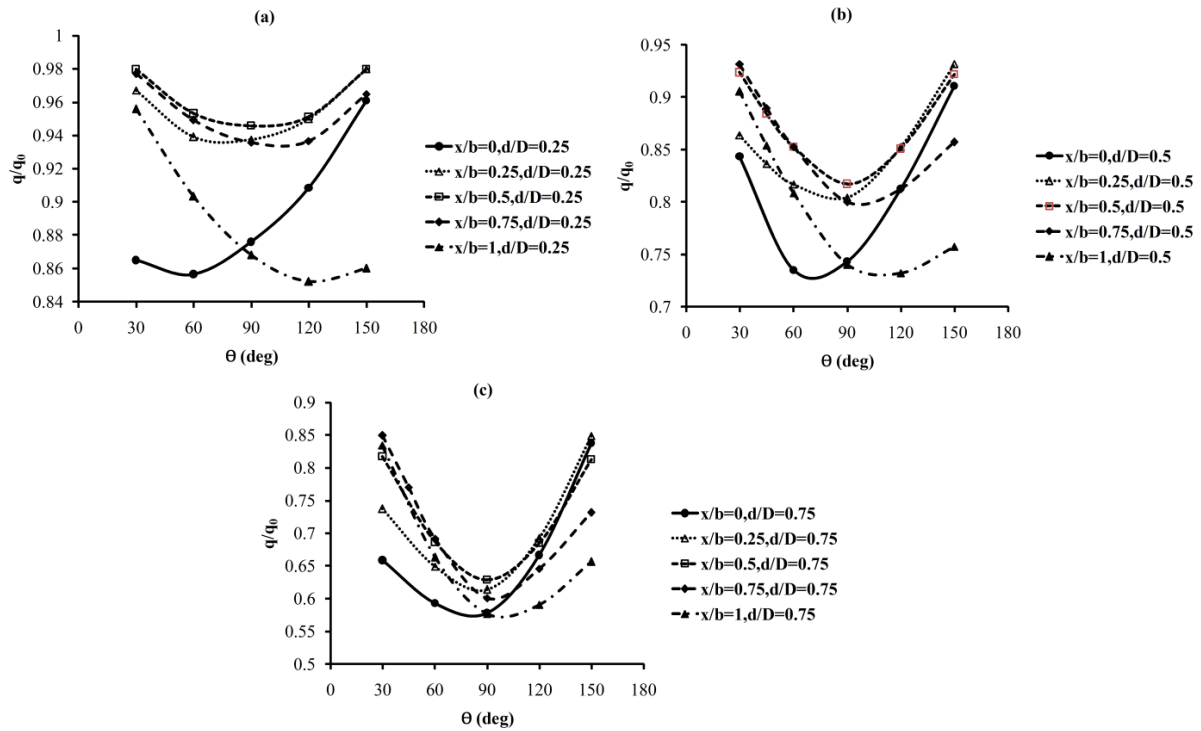 (a)
1
0.98
0.96
0.94
0.92
0.9
0.88
0.86
0.84
q/q₀
0 30 60 90 120 150 180
Θ (deg)
x/b=0,d/D=0.25
x/b=0.25,d/D=0.25
x/b=0.5,d/D=0.25
x/b=0.75,d/D=0.25
x/b=1,d/D=0.25
(b)
0.95
0.9
0.85
0.8
0.75
0.7
q/q₀
0 30 60 90 120 150 180
Θ (deg)
x/b=0,d/D=0.5
x/b=0.25,d/D=0.5
x/b=0.5,d/D=0.5
x/b=0.75,d/D=0.5
x/b=1,d/D=0.5
(c)
0.9
0.85
0.8
0.75
0.7
0.65
0.6
0.55
0.5
q/q₀
0 30 60 90 120 150 180
Θ (deg)
x/b=0,d/D=0.75
x/b=0.25,d/D=0.75
x/b=0.5,d/D=0.75
x/b=0.75,d/D=0.75
x/b=1,d/D=0.75